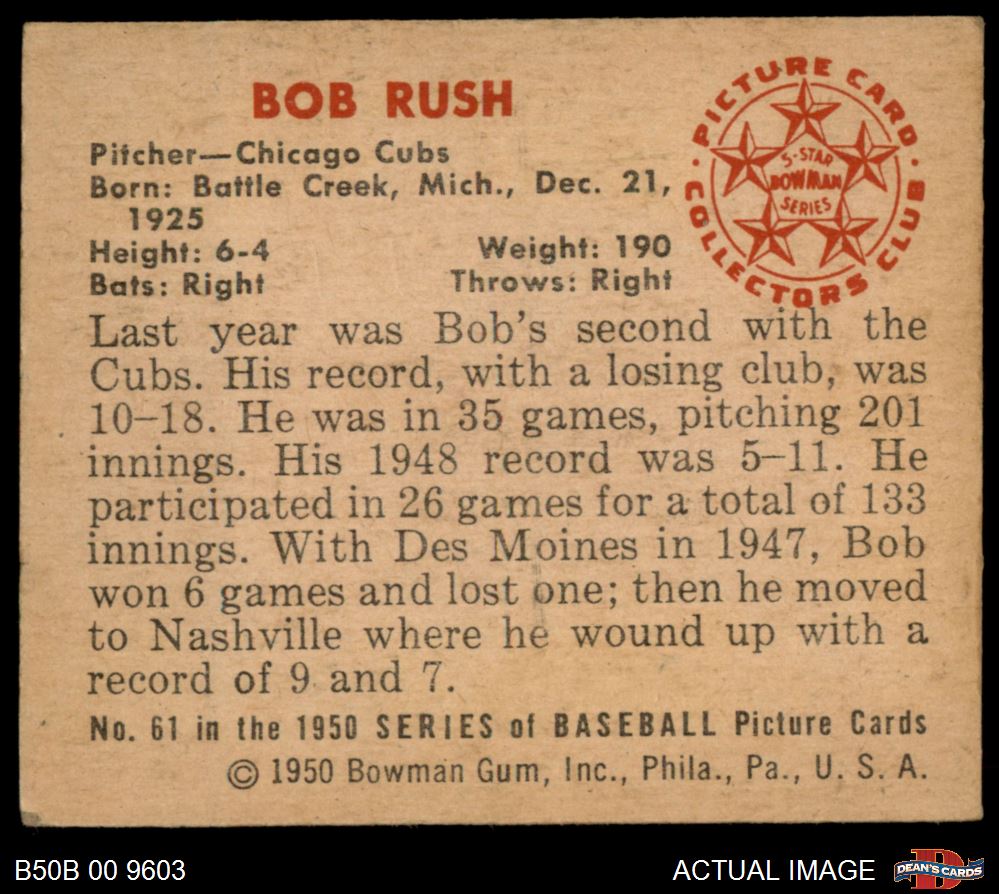 BOB RUSH
Pitcher—Chicago Cubs
Born: Battle Creek, Mich., Dec. 21,
1925
Height: 6-4 Weight: 190
Bats: Right Throws: Right
PICTURE CARD
COLLECTORS CLUB
5-STAR
BOWMAN
SERIES
Last year was Bob's second with the
Cubs. His record, with a losing club, was
10–18. He was in 35 games, pitching 201
innings. His 1948 record was 5–11. He
participated in 26 games for a total of 133
innings. With Des Moines in 1947, Bob
won 6 games and lost one; then he moved
to Nashville where he wound up with a
record of 9 and 7.
No. 61 in the 1950 SERIES of BASEBALL Picture Cards
© 1950 Bowman Gum, Inc., Phila., Pa., U. S. A.
B50B 00 9603
ACTUAL IMAGE
D
DEAN'S CARDS